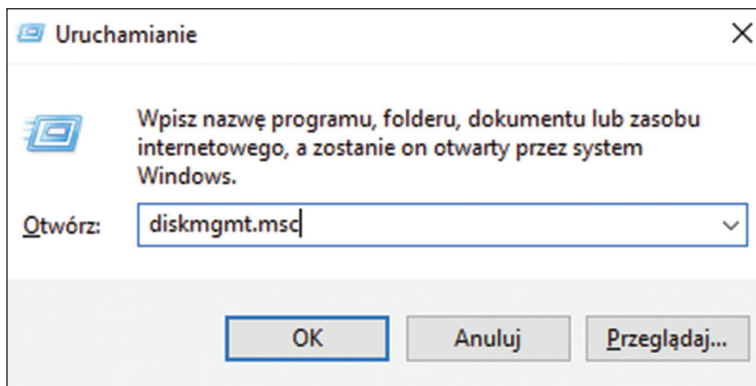 Uruchamianie
Wpisz nazwę programu, folderu, dokumentu lub zasobu
internetowego, a zostanie on otwarty przez system
Windows.
Otwórz: diskmgmt.msc
OK Anuluj Przeglądaj...